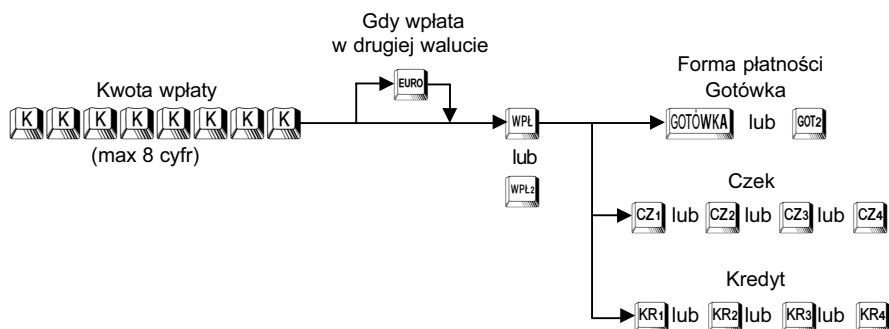 Gdy wpłata
w drugiej walucie
EURO
Kwota wpłaty
K K K K K K K K
(max 8 cyfr)
WPŁ
lub
WPŁ2
Forma płatności
Gotówka
GOTÓWKA lub GOT2
Czek
CZ1 lub CZ2 lub CZ3 lub CZ4
Kredyt
KR1 lub KR2 lub KR3 lub KR4